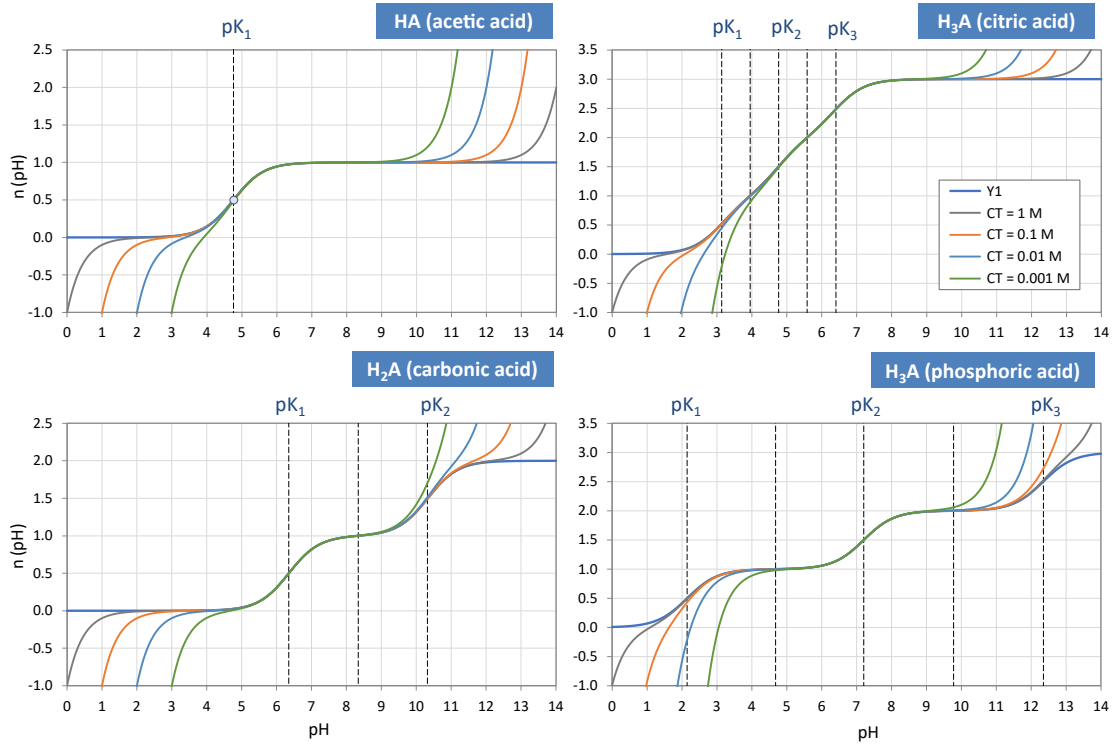 HA (acetic acid)
pK1
2.5
2.0
1.5
1.0
0.5
0.0
-0.5
-1.0
n (pH)
0 1 2 3 4 5 6 7 8 9 10 11 12 13 14
H3A (citric acid)
pK1 pK2 pK3
3.5
3.0
2.5
2.0
1.5
1.0
0.5
0.0
-0.5
-1.0
0 1 2 3 4 5 6 7 8 9 10 11 12 13 14
Y1
CT = 1 M
CT = 0.1 M
CT = 0.01 M
CT = 0.001 M
H2A (carbonic acid)
pK1 pK2
2.5
2.0
1.5
1.0
0.5
0.0
-0.5
-1.0
n (pH)
0 1 2 3 4 5 6 7 8 9 10 11 12 13 14
pH
H3A (phosphoric acid)
pK1 pK2 pK3
3.5
3.0
2.5
2.0
1.5
1.0
0.5
0.0
-0.5
-1.0
0 1 2 3 4 5 6 7 8 9 10 11 12 13 14
pH